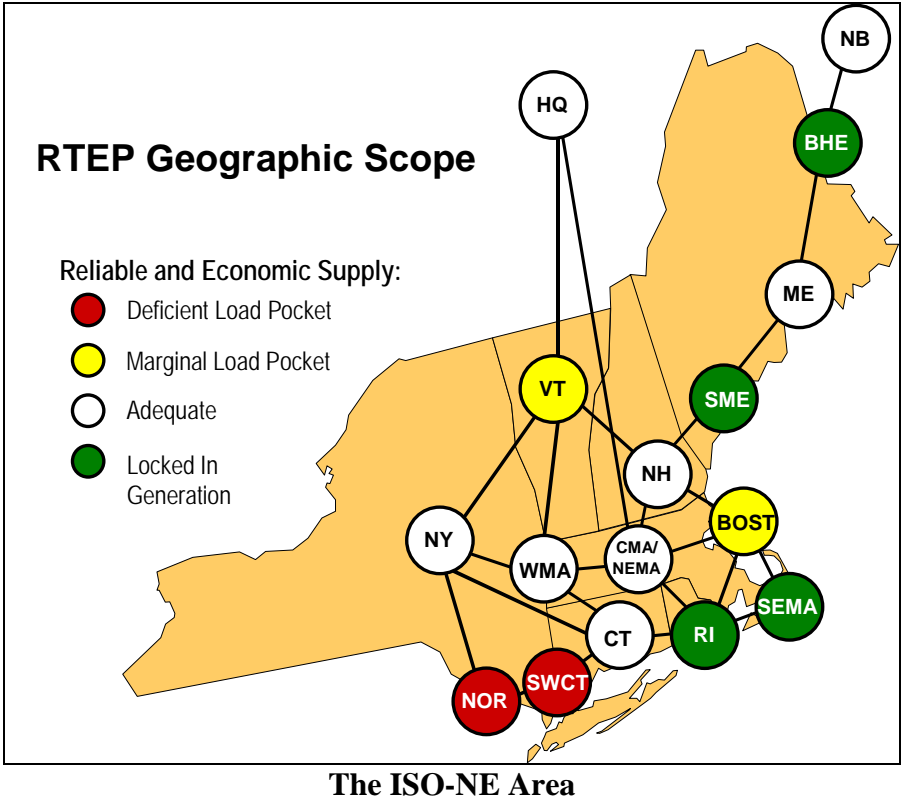 NB
HQ
RTEP Geographic Scope
BHE
Reliable and Economic Supply:
Deficient Load Pocket
ME
Marginal Load Pocket
VT
SME
Adequate
Locked In
Generation
NH
BOST
NY
CMA/
NEMA
WMA
SEMA
CT
RI
SWCT
NOR
The ISO-NE Area